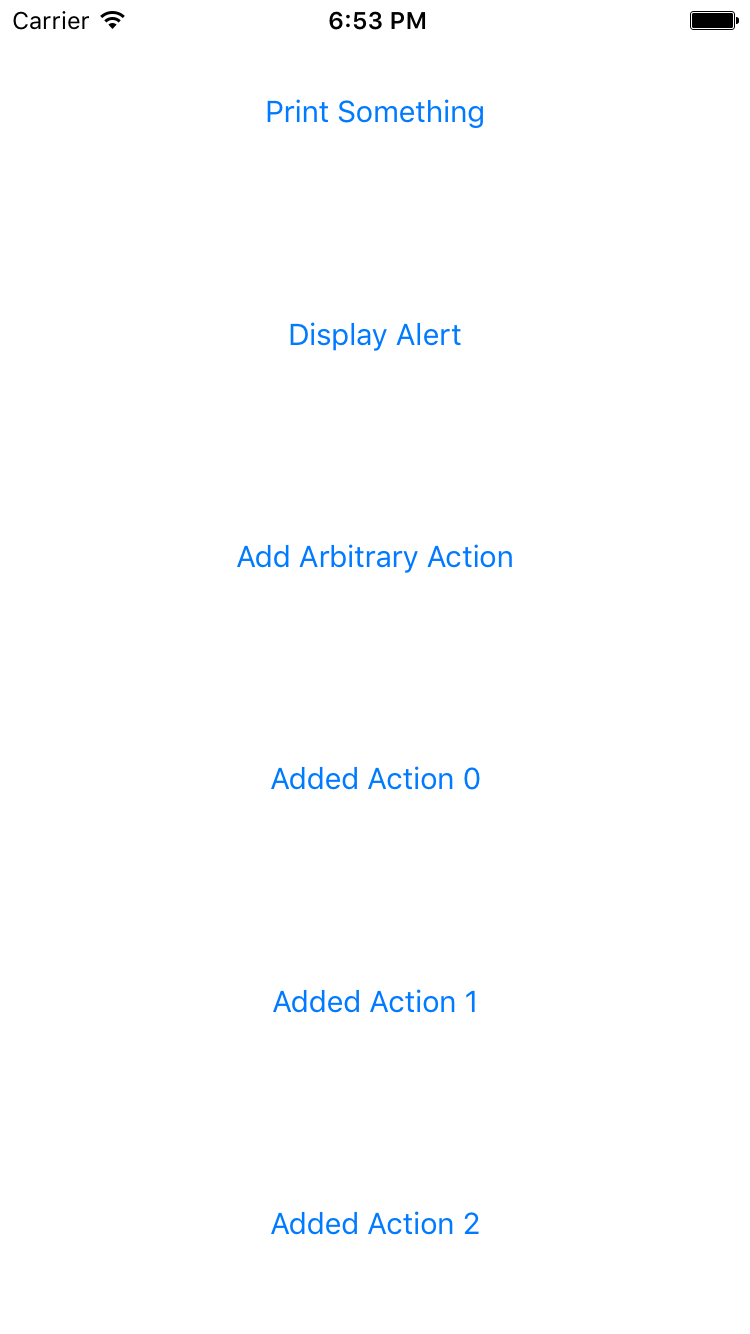 Carrier 6:53 PM
Print Something
Display Alert
Add Arbitrary Action
Added Action 0
Added Action 1
Added Action 2